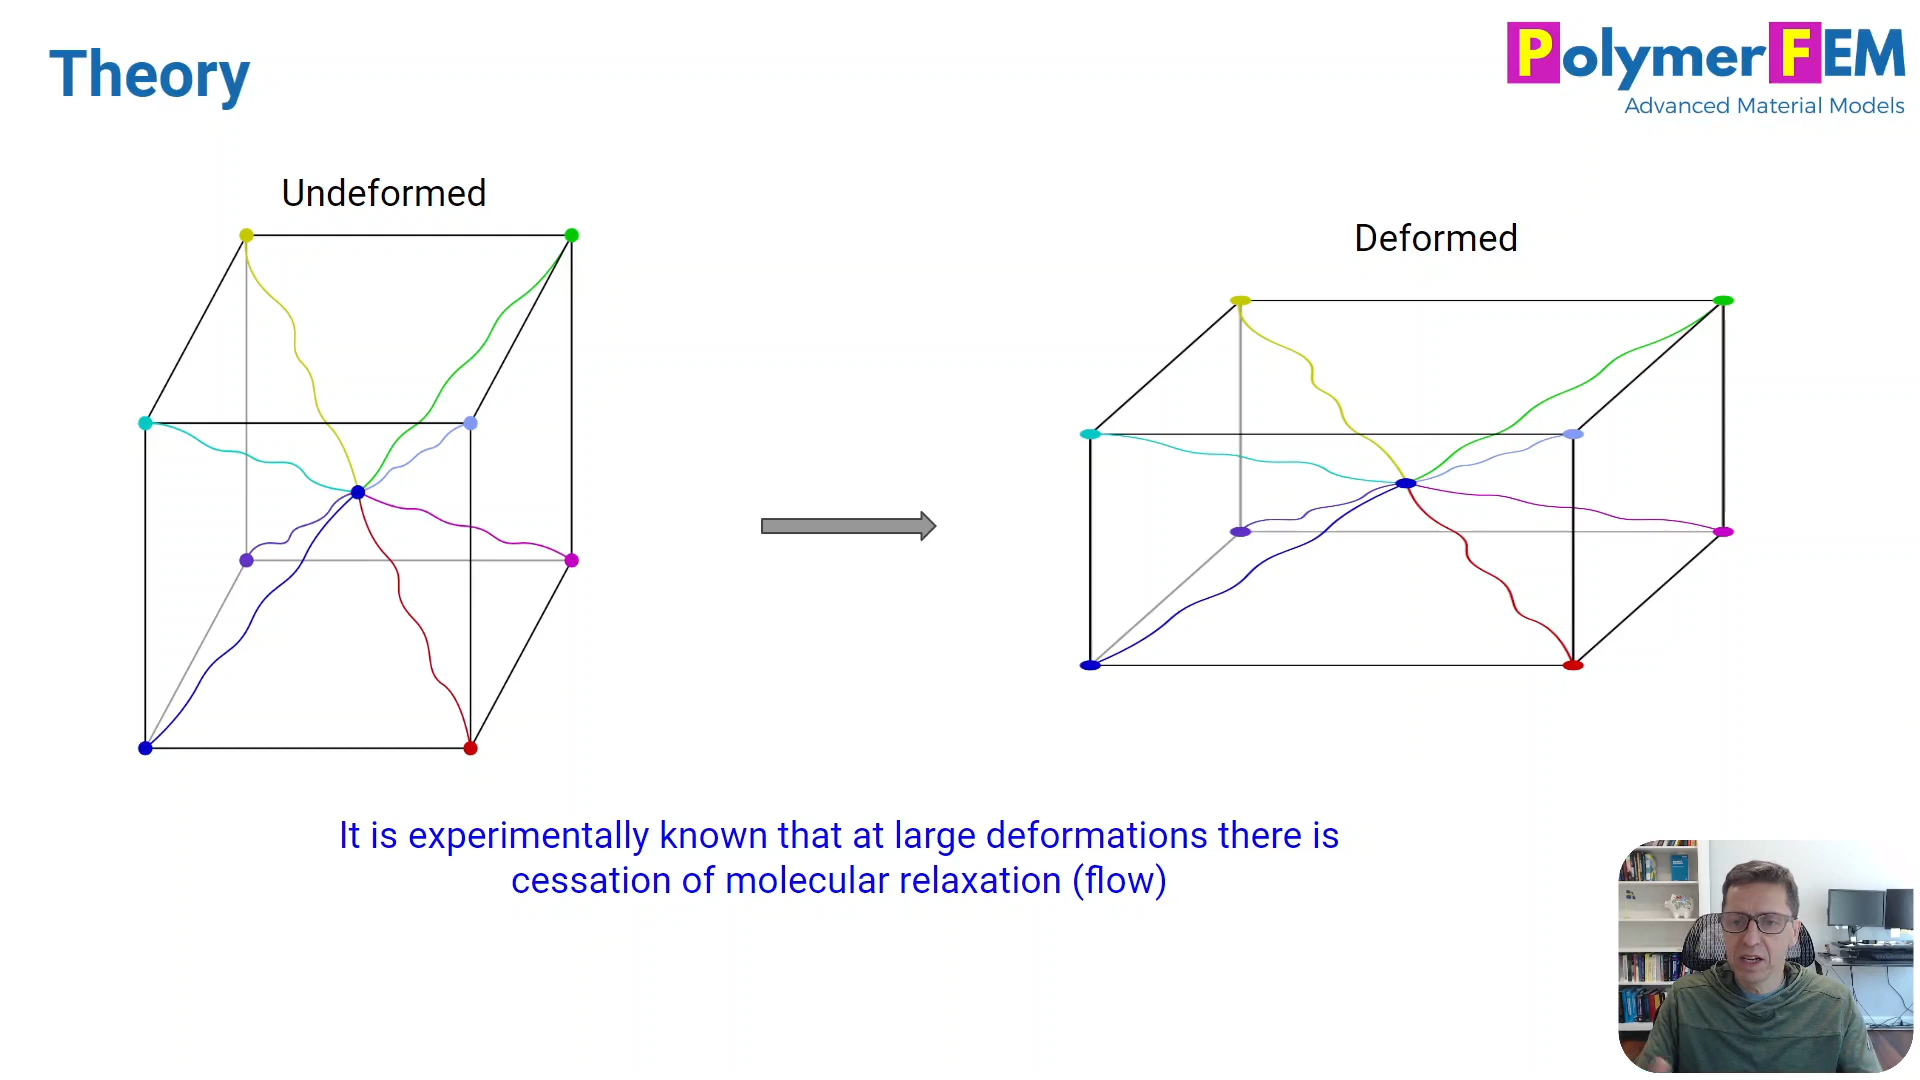 Theory
PolymerFEM
Advanced Material Models
Undeformed
Deformed
It is experimentally known that at large deformations there is
cessation of molecular relaxation (flow)